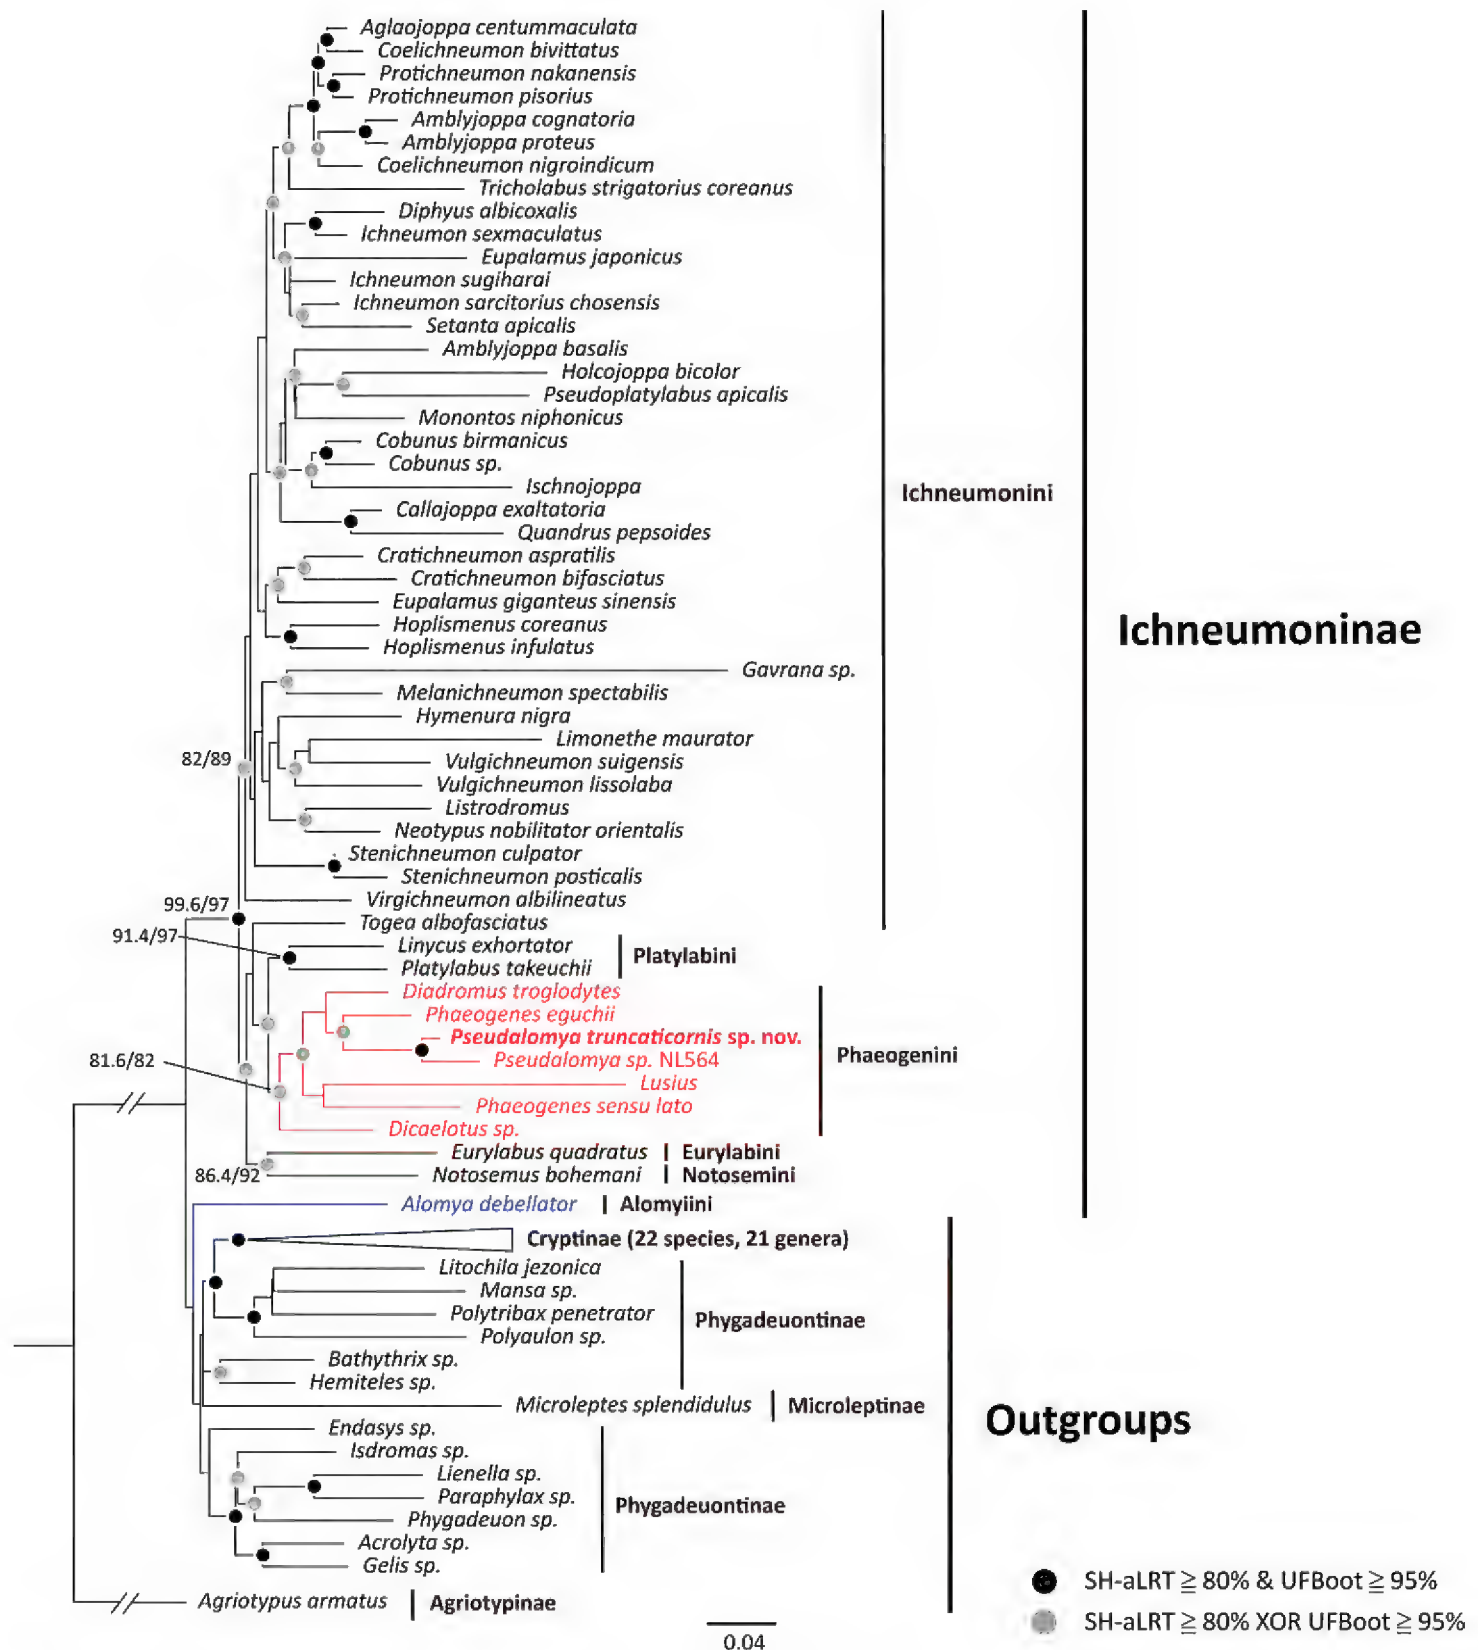 Aglaojoppa centummaculata
Coelichneumon bivittatus
Protichneumon nakanensis
Protichneumon pisorius
Amblyjoppa cognatoria
Amblyjoppa proteus
Coelichneumon nigroindicum
Tricholabus strigatorius coreanus
Diphyus albicoxalis
Ichneumon sexmaculatus
Eupalamus japonicus
Ichneumon sugiharai
Ichneumon sarcitorius chosensis
Setanta apicalis
Amblyjoppa basalis
Holcojoppa bicolor
Pseudoplatylabus apicalis
Monontos niphonicus
Cobunus birmanicus
Cobunus sp.
Ischnojoppa
Callajoppa exaltatoria
Quandrus pepsoides
Cratichneumon aspratilis
Cratichneumon bifasciatus
Eupalamus giganteus sinensis
Hoplismenus coreanus
Hoplismenus infulatus
Gavrana sp.
Melanichneumon spectabilis
Hymenura nigra
Limonethe maurator
Vulgichneumon suigensis
Vulgichneumon lissolaba
Listrodromus
Neotypus nobilitator orientalis
Stenichneumon culpator
Stenichneumon posticalis
Virgichneumon albilineatus
Togea albofasciatus
Ichneumonini
82/89
99.6/97
91.4/97
Linycus exhortator
Platylabus takeuchii
Platylabini
Diadromus troglodytes
Phaeogenes eguchii
Pseudalomya truncaticornis sp. nov.
Pseudalomya sp. NL564
Lusius
Phaeogenes sensu lato
Dicaelotus sp.
Phaeogenini
81.6/82
Eurylabus quadratus
Eurylabini
86.4/92
Notosemus bohemani
Notosemini
Alomya debellator
Alomyiini
Ichneumoninae
Cryptinae (22 species, 21 genera)
Litochila jezonica
Mansa sp.
Polytribax penetrator
Polyaulon sp.
Bathythrix sp.
Hemiteles sp.
Phygadeuontinae
Microleptes splendidulus
Microleptinae
Endasys sp.
Isdromas sp.
Lienella sp.
Paraphylax sp.
Phygadeuon sp.
Acrolyta sp.
Gelis sp.
Phygadeuontinae
Agriotypus armatus
Agriotypinae
Outgroups
0.04
SH-aLRT ≧ 80% & UFBoot ≧ 95%
SH-aLRT ≧ 80% XOR UFBoot ≧ 95%